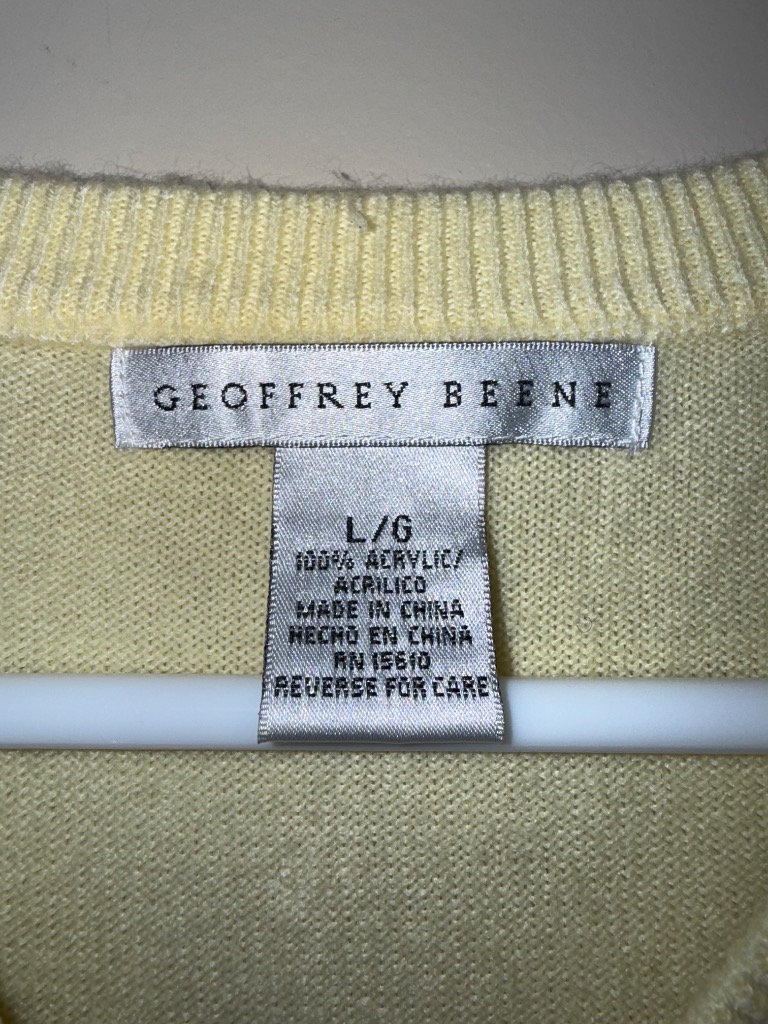 GEOFFREY BEENE
L/G
100% ACRYLIC/
ACRILICO
MADE IN CHINA
HECHO EN CHINA
RN 15610
REVERSE FOR CARE